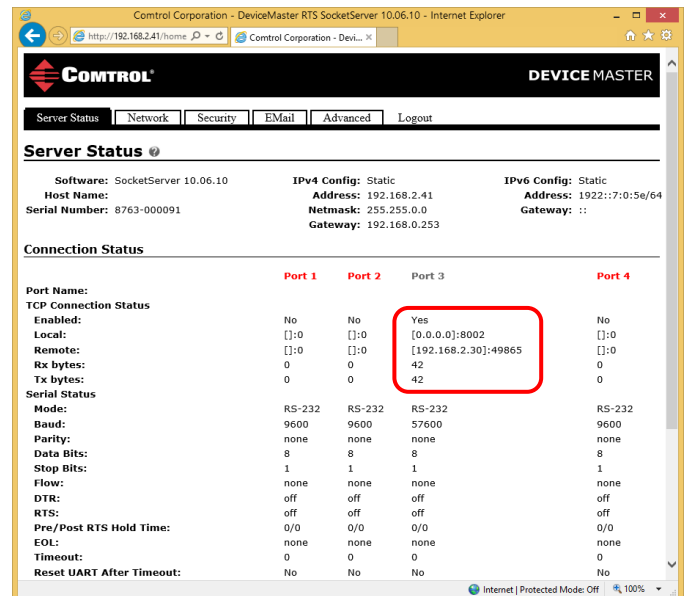 Comtrol Corporation - DeviceMaster RTS SocketServer 10.06.10 - Internet Explorer
http://192.168.2.41/home
Comtrol Corporation - Devi...
COMTROL®
DEVICEMASTER
Server Status Network Security EMail Advanced Logout
Server Status ?
Software: SocketServer 10.06.10 IPv4 Config: Static IPv6 Config: Static
Host Name: Address: 192.168.2.41 Address: 1922::7:0:5e/64
Serial Number: 8763-000091 Netmask: 255.255.0.0 Gateway: ::
Gateway: 192.168.0.253
Connection Status
Port 1 Port 2 Port 3 Port 4
Port Name:
TCP Connection Status
Enabled: No No Yes No
Local: []:0 []:0 [0.0.0.0]:8002 []:0
Remote: []:0 []:0 [192.168.2.30]:49865 []:0
Rx bytes: 0 0 42 0
Tx bytes: 0 0 42 0
Serial Status
Mode: RS-232 RS-232 RS-232 RS-232
Baud: 9600 9600 57600 9600
Parity: none none none none
Data Bits: 8 8 8 8
Stop Bits: 1 1 1 1
Flow: none none none none
DTR: off off off off
RTS: off off off off
Pre/Post RTS Hold Time: 0/0 0/0 0/0 0/0
EOL: none none none none
Timeout: 0 0 0 0
Reset UART After Timeout: No No No No
Internet | Protected Mode: Off 100%